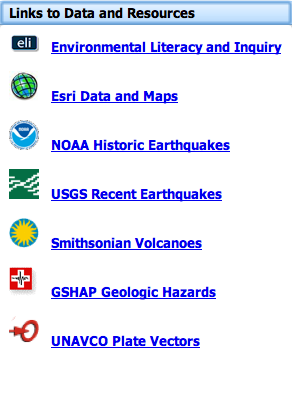 Links to Data and Resources
eli
Environmental Literacy and Inquiry
Esri Data and Maps
NOAA
NOAA Historic Earthquakes
USGS Recent Earthquakes
Smithsonian Volcanoes
GSHAP Geologic Hazards
UNAVCO Plate Vectors